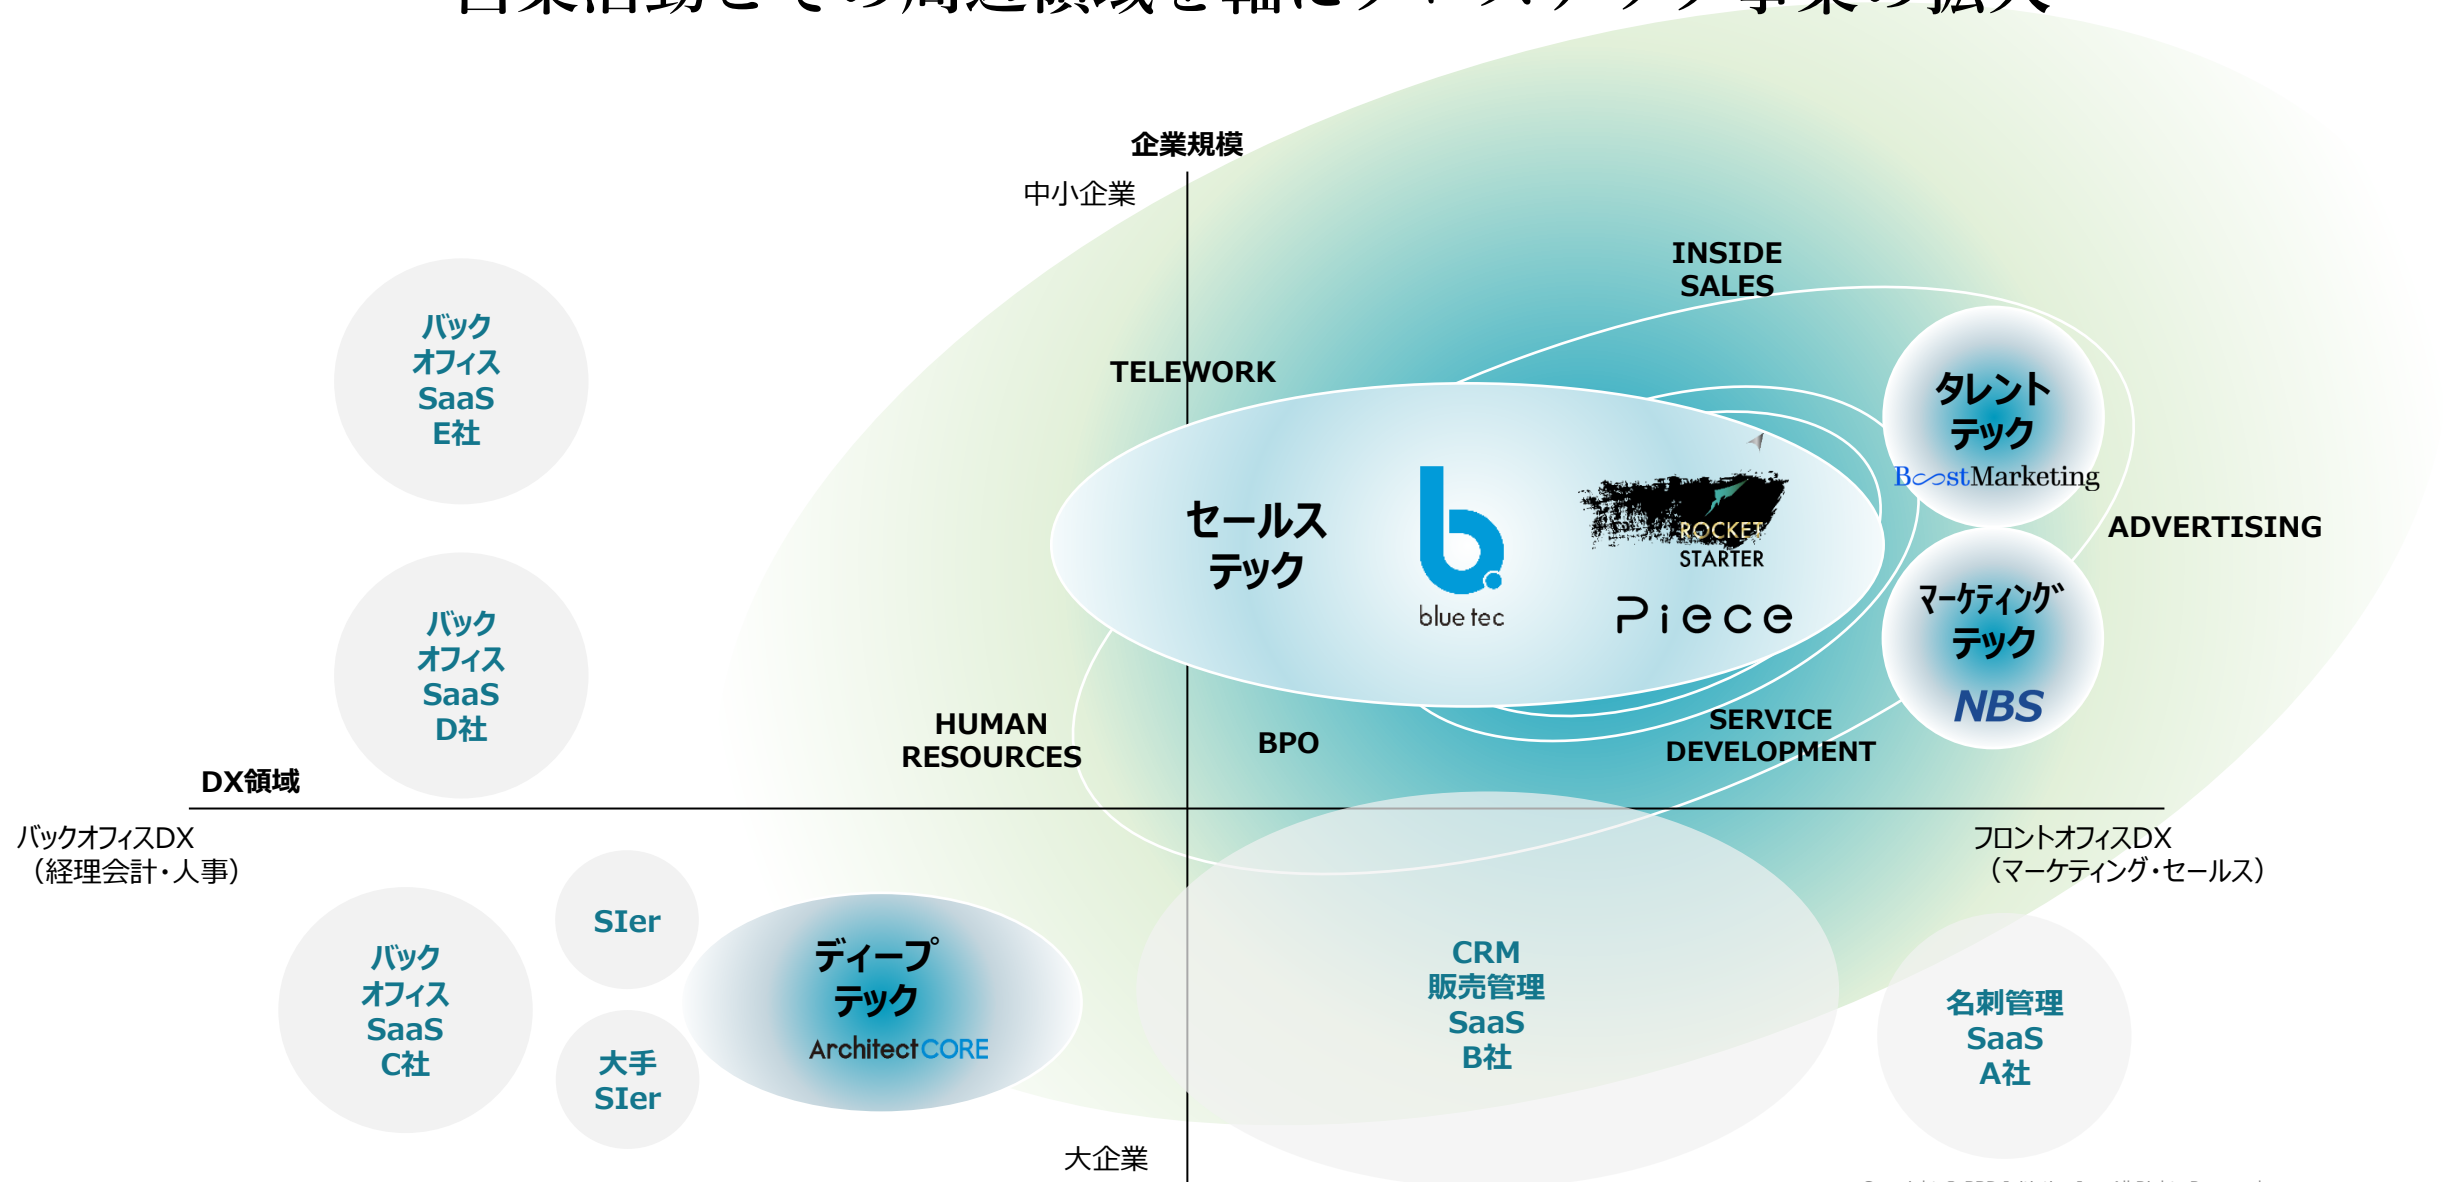 企業規模
中小企業
INSIDE
SALES
TELEWORK
バック
オフィス
SaaS
E社
タレント
テック
BoostMarketing
セールス
テック
blue tec
ROCKET
STARTER
Piece
ADVERTISING
マーケティング
テック
NBS
バック
オフィス
SaaS
D社
HUMAN
RESOURCES
BPO
SERVICE
DEVELOPMENT
DX領域
バックオフィスDX
（経理会計・人事）
フロントオフィスDX
（マーケティング・セールス）
SIer
バック
オフィス
SaaS
C社
大手
SIer
ディープ
テック
ArchitectCORE
CRM
販売管理
SaaS
B社
名刺管理
SaaS
A社
大企業